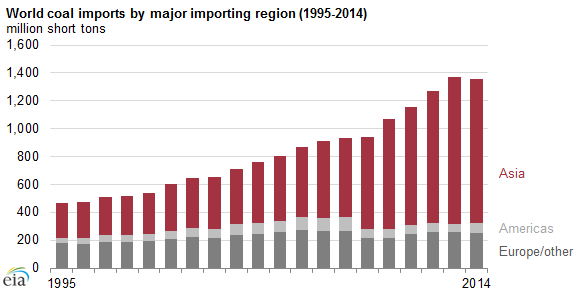 World coal imports by major importing region (1995-2014)
million short tons
1,600
1,400
1,200
1,000
800
600
400
200
0
Asia
Americas
Europe/other
1995
2014
eia